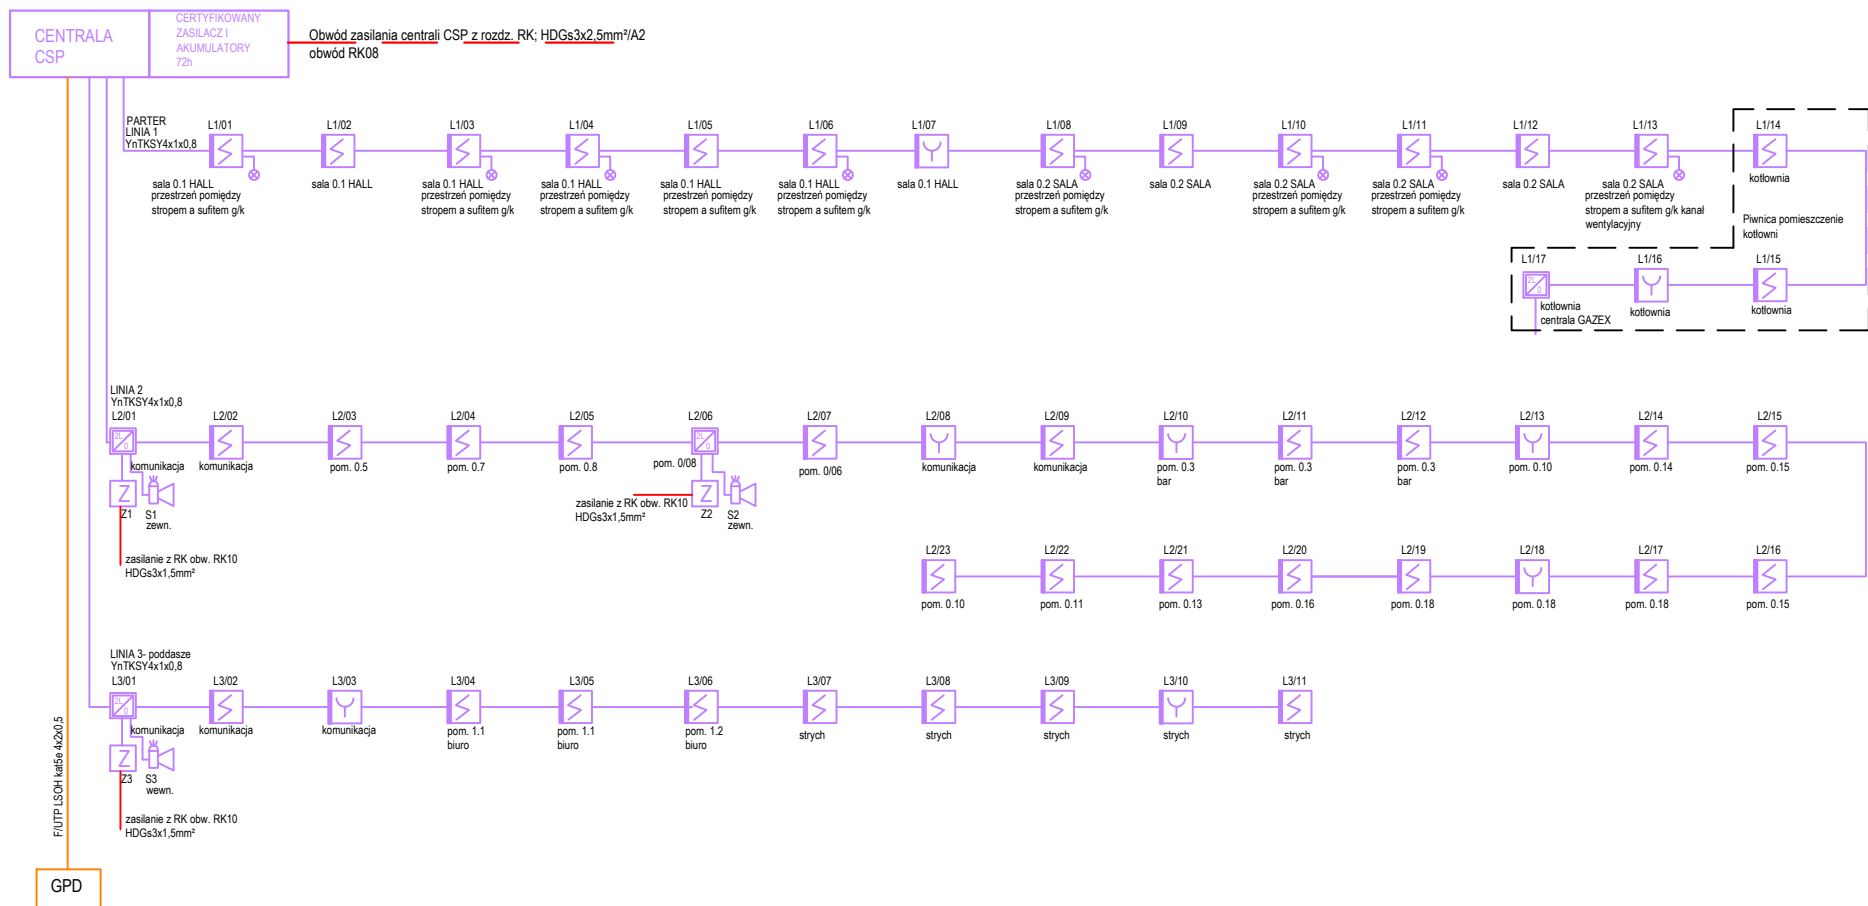 CENTRALA
CSP
CERTYFIKOWANY
ZASILACZ I
AKUMULATORY
72h
Obwód zasilania centrali CSP z rozdz. RK; HDGs3x2,5mm²/A2
obwód RK08
PARTER
LINIA 1
YnTKSY4x1x0,8
L1/01
L1/02
L1/03
L1/04
L1/05
L1/06
L1/07
L1/08
L1/09
L1/10
L1/11
L1/12
L1/13
L1/14
sala 0.1 HALL
przestrzeń pomiędzy
stropem a sufitem g/k
sala 0.1 HALL
sala 0.1 HALL
przestrzeń pomiędzy
stropem a sufitem g/k
sala 0.1 HALL
przestrzeń pomiędzy
stropem a sufitem g/k
sala 0.1 HALL
przestrzeń pomiędzy
stropem a sufitem g/k
sala 0.1 HALL
przestrzeń pomiędzy
stropem a sufitem g/k
sala 0.1 HALL
sala 0.2 SALA
przestrzeń pomiędzy
stropem a sufitem g/k
sala 0.2 SALA
sala 0.2 SALA
przestrzeń pomiędzy
stropem a sufitem g/k
sala 0.2 SALA
przestrzeń pomiędzy
stropem a sufitem g/k
sala 0.2 SALA
sala 0.2 SALA
przestrzeń pomiędzy
stropem a sufitem g/k kanał
wentylacyjny
kotłownia
Piwnica pomieszczenie
kotłowni
L1/17
L1/16
L1/15
2L
0
kotłownia
centrala GAZEX
kotłownia
kotłownia
LINIA 2
YnTKSY4x1x0,8
L2/01
L2/02
L2/03
L2/04
L2/05
L2/06
L2/07
L2/08
L2/09
L2/10
L2/11
L2/12
L2/13
L2/14
L2/15
2L
0
2L
0
komunikacja
komunikacja
pom. 0.5
pom. 0.7
pom. 0.8
pom. 0/08
pom. 0/06
komunikacja
komunikacja
pom. 0.3
bar
pom. 0.3
bar
pom. 0.3
bar
pom. 0.10
pom. 0.14
pom. 0.15
Z
Z1
S1
zewn.
zasilanie z RK obw. RK10
HDGs3x1,5mm²
Z
Z2
S2
zewn.
zasilanie z RK obw. RK10
HDGs3x1,5mm²
L2/23
L2/22
L2/21
L2/20
L2/19
L2/18
L2/17
L2/16
pom. 0.10
pom. 0.11
pom. 0.13
pom. 0.16
pom. 0.18
pom. 0.18
pom. 0.18
pom. 0.15
LINIA 3- poddasze
YnTKSY4x1x0,8
L3/01
L3/02
L3/03
L3/04
L3/05
L3/06
L3/07
L3/08
L3/09
L3/10
L3/11
2L
0
komunikacja
komunikacja
komunikacja
pom. 1.1
biuro
pom. 1.1
biuro
pom. 1.2
biuro
strych
strych
strych
strych
strych
Z
Z3
S3
wewn.
zasilanie z RK obw. RK10
HDGs3x1,5mm²
F/UTP LSOH kat5e 4x2x0,5
GPD